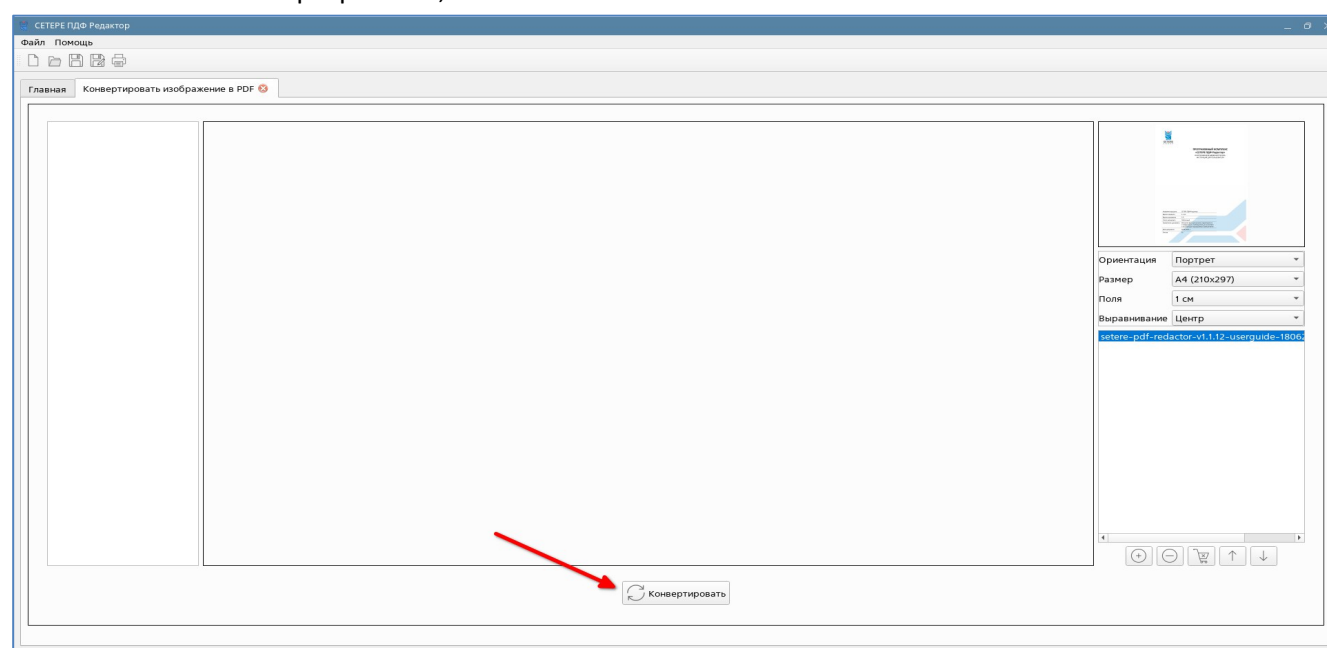 СЕТЕРЕ ПДФ Редактор
Файл Помощь
Главная Конвертировать изображение в PDF
Ориентация Портрет
Размер A4 (210x297)
Поля 1 см
Выравнивание Центр
setere-pdf-redactor-v1.1.12-userguide-1806
Конвертировать